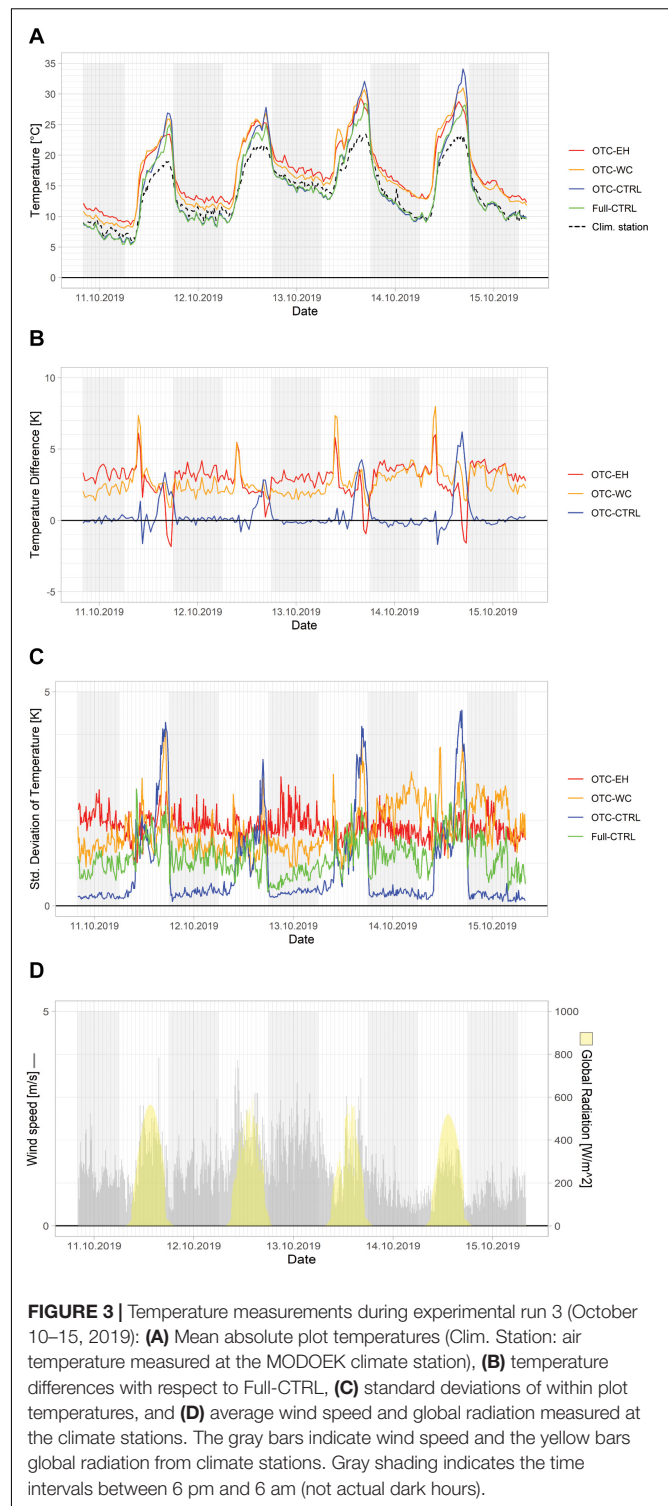 A
35
30
25
20
15
10
5
0
Temperature [°C]
11.10.2019 12.10.2019 13.10.2019 14.10.2019 15.10.2019
Date
OTC-EH
OTC-WC
OTC-CTRL
Full-CTRL
Clim. station
B
10
5
0
-5
Temperature Difference [K]
11.10.2019 12.10.2019 13.10.2019 14.10.2019 15.10.2019
Date
OTC-EH
OTC-WC
OTC-CTRL
C
5
0
Std. Deviation of Temperature [K]
11.10.2019 12.10.2019 13.10.2019 14.10.2019 15.10.2019
Date
OTC-EH
OTC-WC
OTC-CTRL
Full-CTRL
D
5
0
Wind speed [m/s]
1000
800
600
400
200
0
Global Radiation [W/m^2]
11.10.2019 12.10.2019 13.10.2019 14.10.2019 15.10.2019
Date
FIGURE 3 | Temperature measurements during experimental run 3 (October
10–15, 2019): (A) Mean absolute plot temperatures (Clim. Station: air
temperature measured at the MODOEK climate station), (B) temperature
differences with respect to Full-CTRL, (C) standard deviations of within plot
temperatures, and (D) average wind speed and global radiation measured at
the climate stations. The gray bars indicate wind speed and the yellow bars
global radiation from climate stations. Gray shading indicates the time
intervals between 6 pm and 6 am (not actual dark hours).